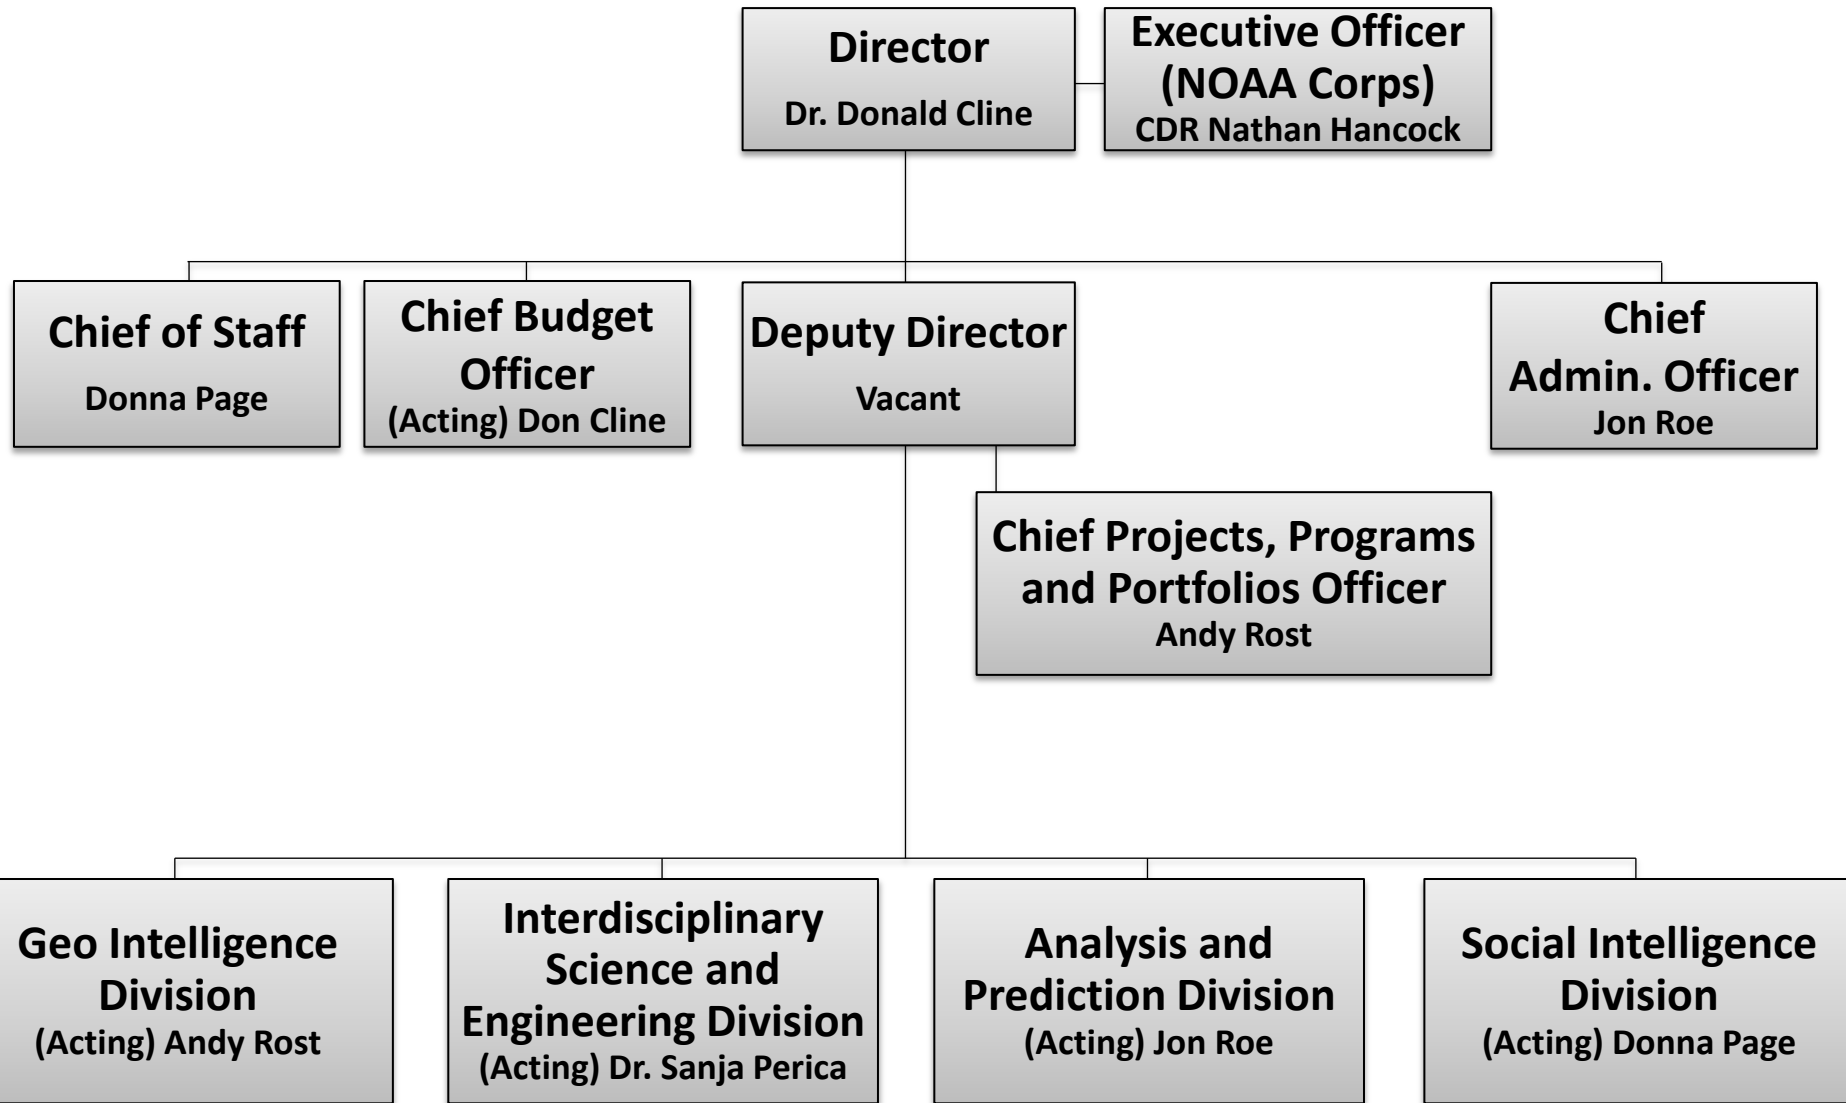 Director
Dr. Donald Cline
Executive Officer
(NOAA Corps)
CDR Nathan Hancock
Chief of Staff
Donna Page
Chief Budget
Officer
(Acting) Don Cline
Deputy Director
Vacant
Chief
Admin. Officer
Jon Roe
Chief Projects, Programs
and Portfolios Officer
Andy Rost
Geo Intelligence
Division
(Acting) Andy Rost
Interdisciplinary
Science and
Engineering Division
(Acting) Dr. Sanja Perica
Analysis and
Prediction Division
(Acting) Jon Roe
Social Intelligence
Division
(Acting) Donna Page